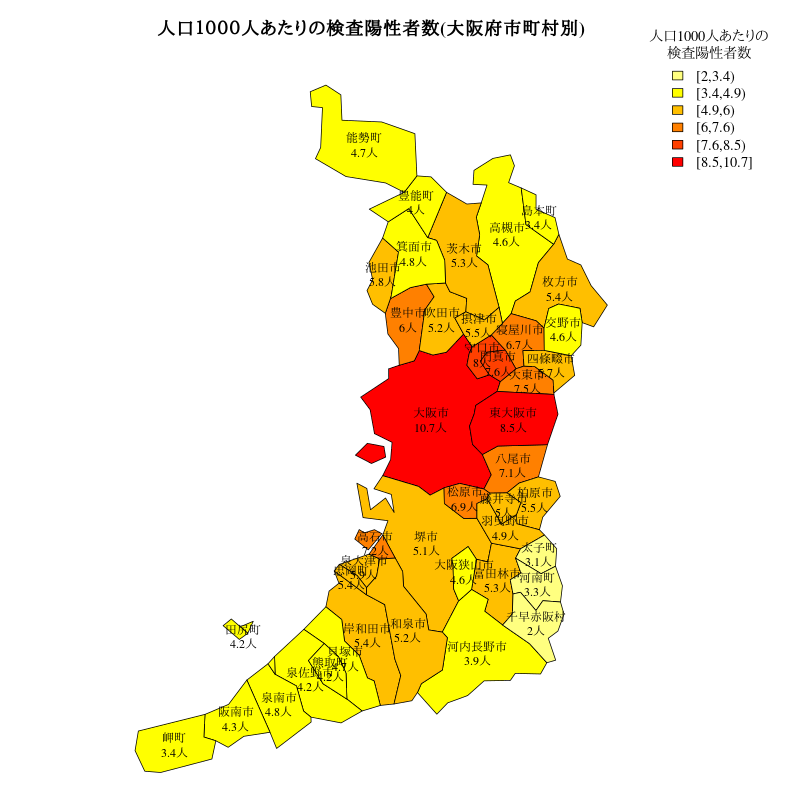 人口1000人あたりの検査陽性者数(大阪府市町村別)
人口1000人あたりの
検査陽性者数
[2,3.4)
[3.4,4.9)
[4.9,6)
[6,7.6)
[7.6,8.5)
[8.5,10.7]
能勢町
4.7人
豊能町
4人
島本町
3.4人
高槻市
4.6人
箕面市
4.8人
茨木市
5.3人
池田市
5.8人
枚方市
5.4人
豊中市
6人
吹田市
5.2人
摂津市
5.5人
寝屋川市
6.7人
交野市
4.6人
守口市
8人
門真市
7.6人
四條畷市
5.7人
大東市
7.5人
大阪市
10.7人
東大阪市
8.5人
八尾市
7.1人
松原市
6.9人
藤井寺市
5人
柏原市
5.5人
羽曳野市
4.9人
高石市
7.2人
堺市
5.1人
太子町
3.1人
泉大津市
5.9人
忠岡町
5.4人
大阪狭山市
4.6人
富田林市
5.3人
河南町
3.3人
千早赤阪村
2人
田尻町
4.2人
岸和田市
5.4人
和泉市
5.2人
河内長野市
3.9人
貝塚市
4.7人
熊取町
4.2人
泉佐野市
4.2人
泉南市
4.8人
阪南市
4.3人
岬町
3.4人